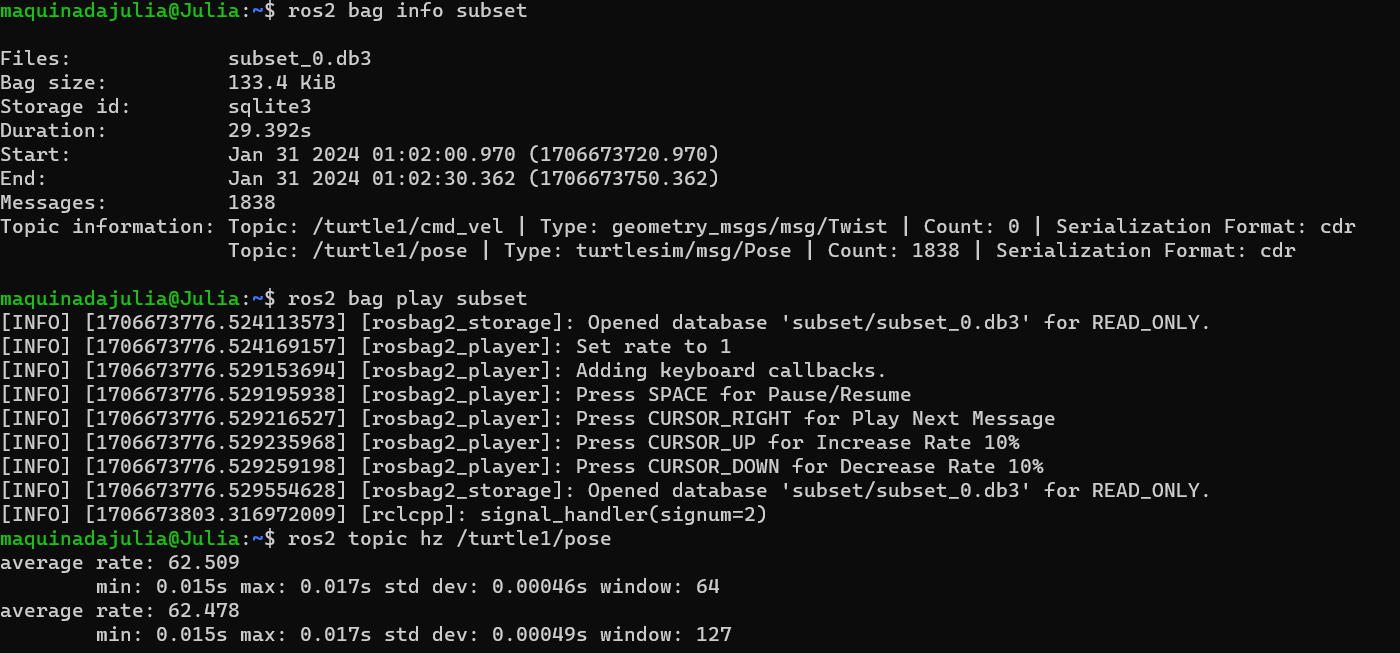 maquinadajulia@Julia:~$ ros2 bag info subset
Files:             subset_0.db3
Bag size:          133.4 KiB
Storage id:        sqlite3
Duration:          29.392s
Start:             Jan 31 2024 01:02:00.970 (1706673720.970)
End:               Jan 31 2024 01:02:30.362 (1706673750.362)
Messages:          1838
Topic information: Topic: /turtle1/cmd_vel | Type: geometry_msgs/msg/Twist | Count: 0 | Serialization Format: cdr
                   Topic: /turtle1/pose | Type: turtlesim/msg/Pose | Count: 1838 | Serialization Format: cdr
maquinadajulia@Julia:~$ ros2 bag play subset
[INFO] [1706673776.524113573] [rosbag2_storage]: Opened database 'subset/subset_0.db3' for READ_ONLY.
[INFO] [1706673776.524169157] [rosbag2_player]: Set rate to 1
[INFO] [1706673776.529153694] [rosbag2_player]: Adding keyboard callbacks.
[INFO] [1706673776.529195938] [rosbag2_player]: Press SPACE for Pause/Resume
[INFO] [1706673776.529216527] [rosbag2_player]: Press CURSOR_RIGHT for Play Next Message
[INFO] [1706673776.529235968] [rosbag2_player]: Press CURSOR_UP for Increase Rate 10%
[INFO] [1706673776.529259198] [rosbag2_player]: Press CURSOR_DOWN for Decrease Rate 10%
[INFO] [1706673776.529554628] [rosbag2_storage]: Opened database 'subset/subset_0.db3' for READ_ONLY.
[INFO] [1706673803.316972009] [rclcpp]: signal_handler(signum=2)
maquinadajulia@Julia:~$ ros2 topic hz /turtle1/pose
average rate: 62.509
        min: 0.015s max: 0.017s std dev: 0.00046s window: 64
average rate: 62.478
        min: 0.015s max: 0.017s std dev: 0.00049s window: 127